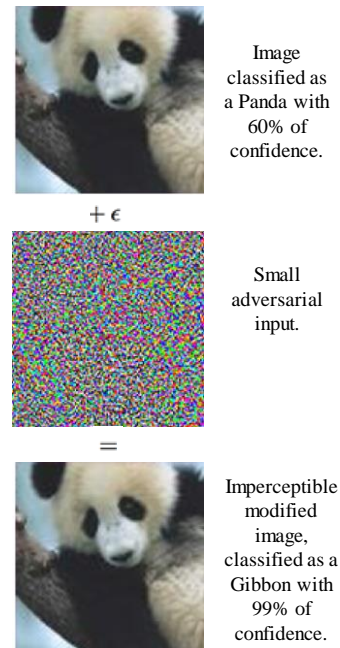 Image
classified as
a Panda with
60% of
confidence.
+ ϵ
Small
adversarial
input.
=
Imperceptible
modified
image,
classified as a
Gibbon with
99% of
confidence.